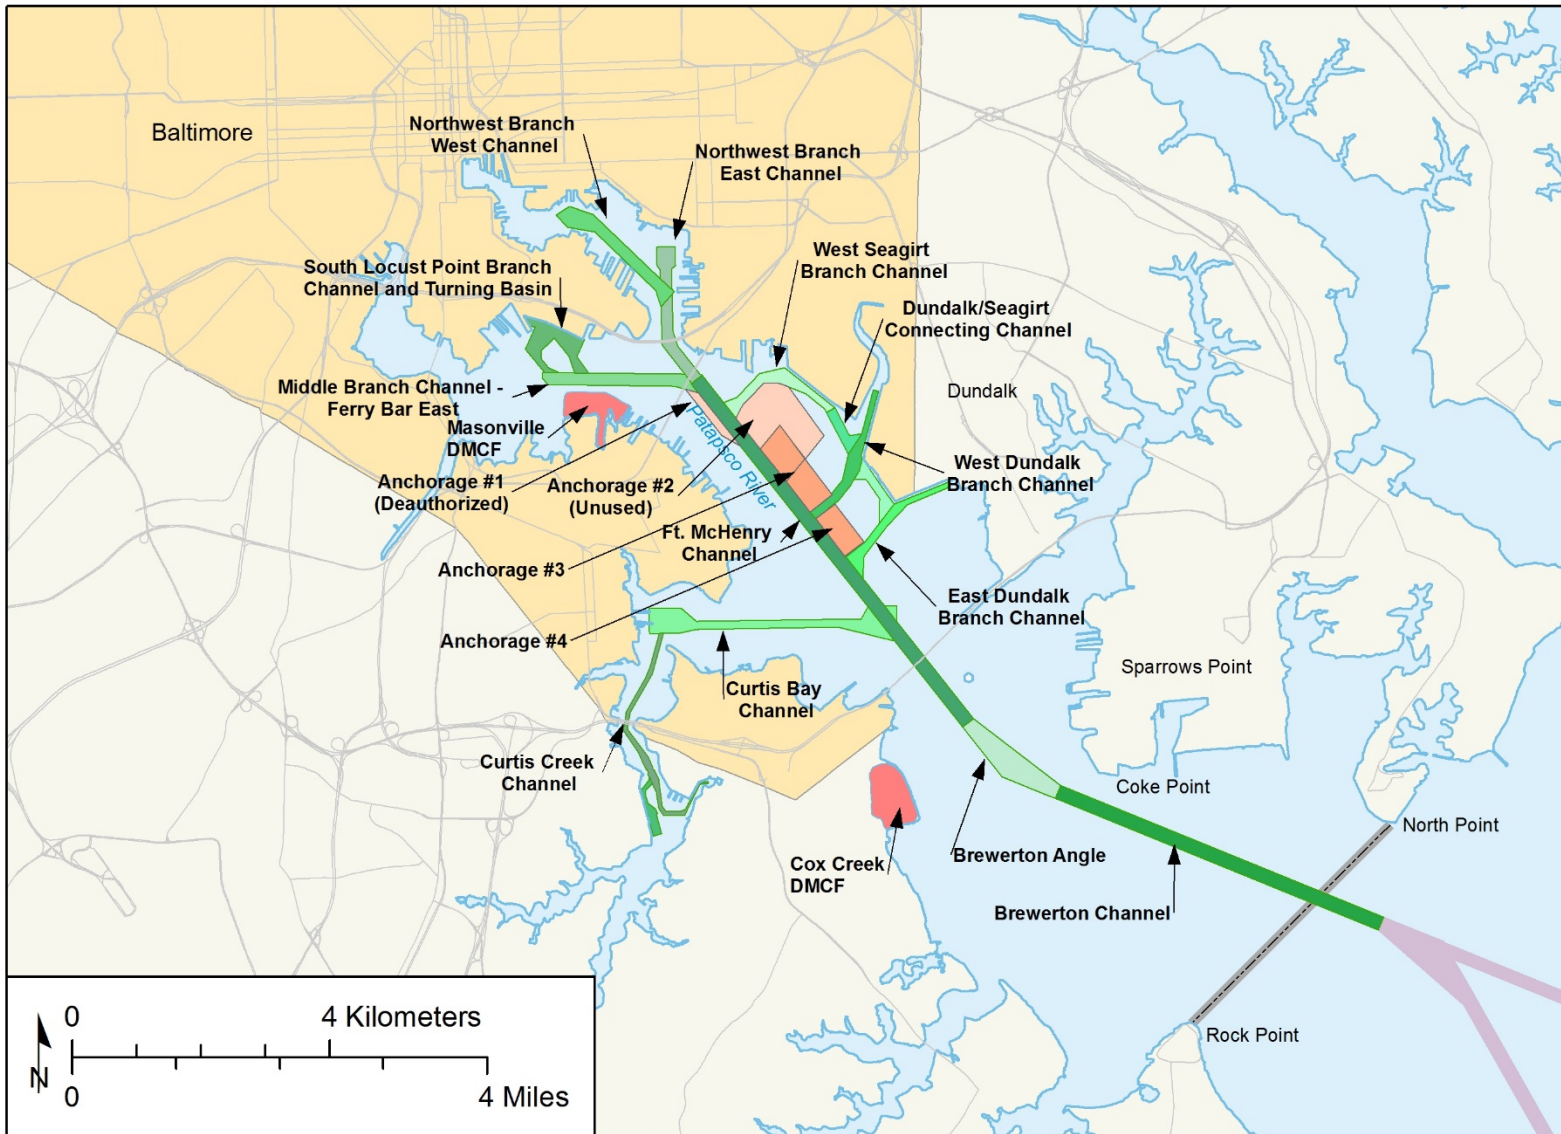 Baltimore
Northwest Branch
West Channel
Northwest Branch
East Channel
South Locust Point Branch
Channel and Turning Basin
West Seagirt
Branch Channel
Dundalk/Seagirt
Connecting Channel
Middle Branch Channel -
Ferry Bar East
Dundalk
Masonville
DMCF
Patapsco River
Anchorage #1
(Deauthorized)
Anchorage #2
(Unused)
West Dundalk
Branch Channel
Ft. McHenry
Channel
Anchorage #3
East Dundalk
Branch Channel
Anchorage #4
Sparrows Point
Curtis Bay
Channel
Curtis Creek
Channel
Coke Point
North Point
Cox Creek
DMCF
Brewerton Angle
Brewerton Channel
Rock Point
N
0
4 Kilometers
0
4 Miles